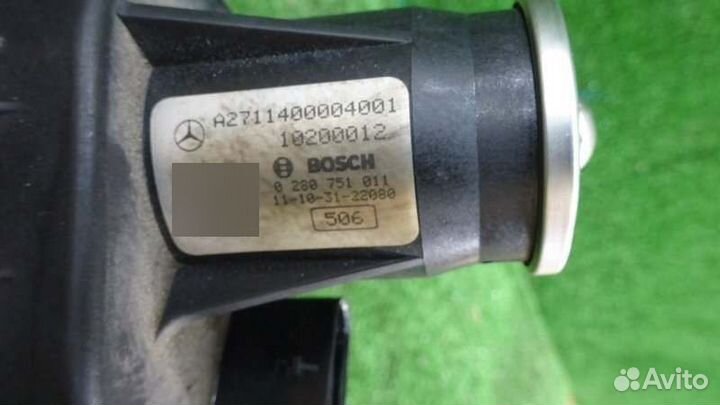 A2711400004001
10200012
BOSCH
0 280 751 011
11-10-31-22080
506
T
Avito